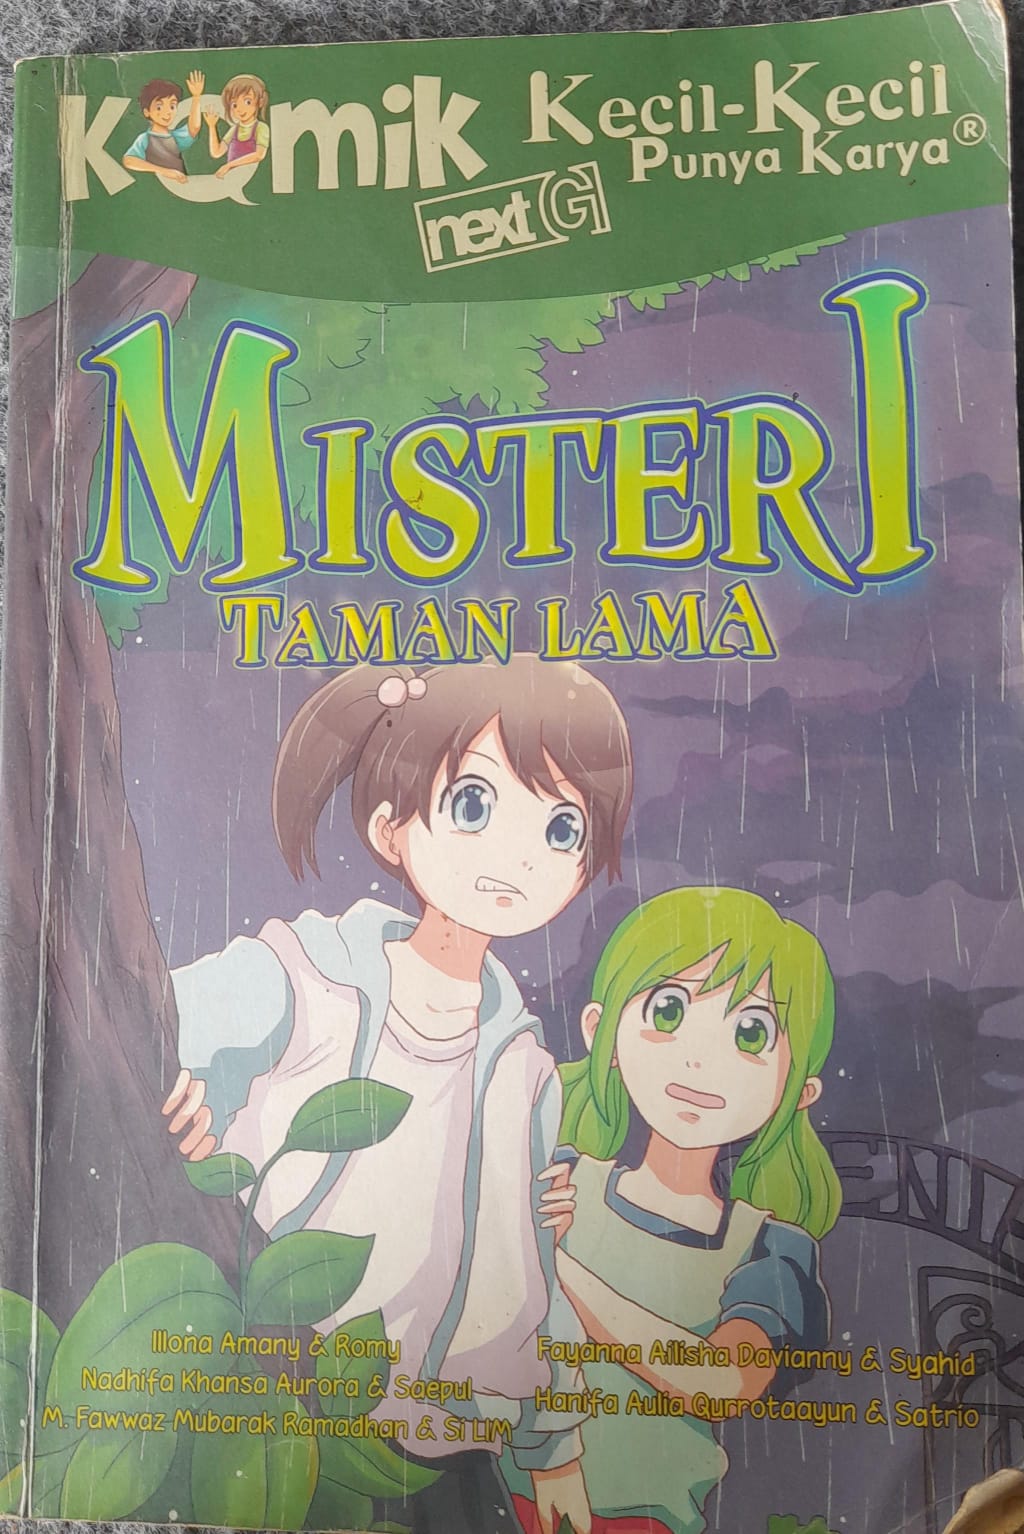 Komik Kecil-Kecil
Punya Karya®
next G
MISTERI
TAMAN LAMA
Illona Amany & Romy
Nadhifa Khansa Aurora & Saepul
M. Fawwaz Mubarak Ramadhan & Si LIM
Fayanna Ailisha Davianny & Syahid
Hanifa Aulia Qurrotaayun & Satrio